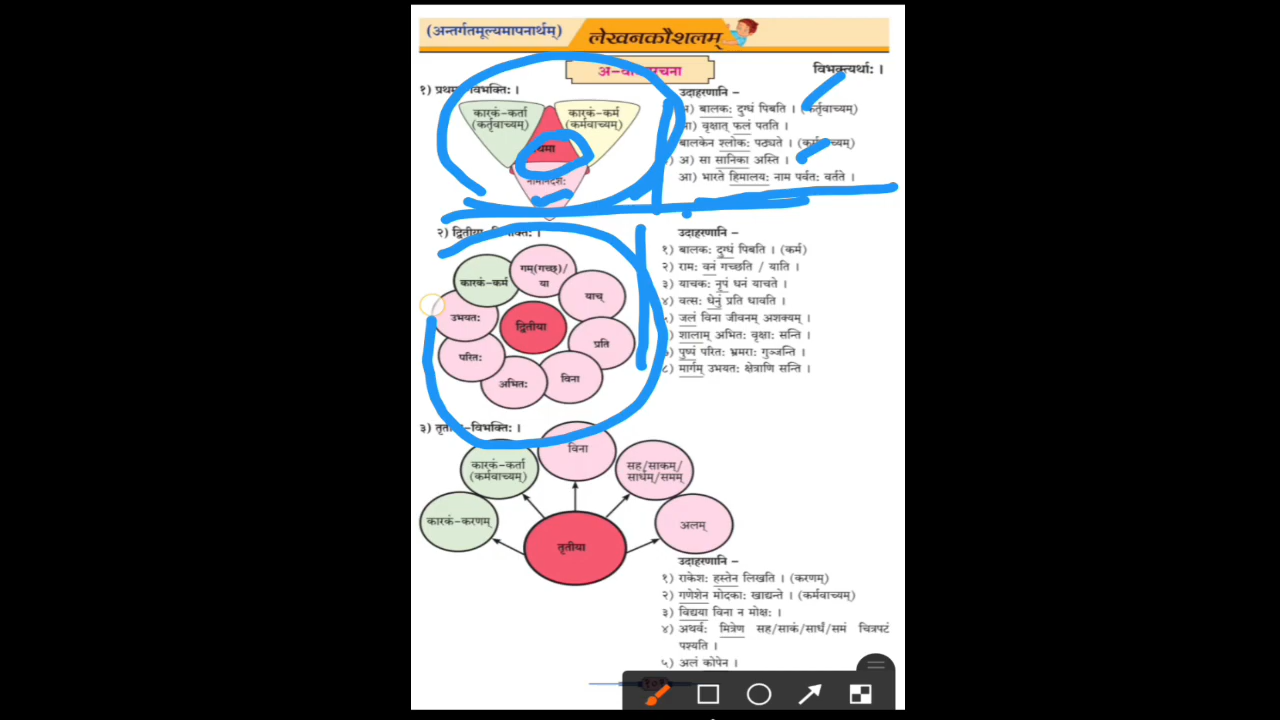 (अन्तर्गतमूल्यमापनार्थम्)
लेखनकौशलम्
विभक्त्यर्थाः ।
उदाहरणानि –
कारकं-कर्ता
(कर्तृवाच्यम्)
कारकं-कर्म
(कर्मवाच्यम्)
बालकः दुग्धं पिबति । (कर्तृवाच्यम्)
वृक्षात् फलं पतति ।
बालकेन श्लोकः पठ्यते । (कर्मवाच्यम्)
अ) सा सानिका अस्ति ।
आ) भारते हिमालयः नाम पर्वतः वर्तते ।
२)
कारकं-कर्म
गम्(गच्छ)/
या
याच्
प्रति
विना
अभितः
परितः
उभयतः
द्वितीया
उदाहरणानि –
१) बालकः दुग्धं पिबति । (कर्म)
२) रामः वनं गच्छति / याति ।
३) याचकः नृपं धनं याचते ।
४) वत्सः धेनुं प्रति धावति ।
जलं विना जीवनम् अशक्यम् ।
शालाम् अभितः वृक्षाः सन्ति ।
पुष्पं परितः भ्रमराः गुञ्जन्ति ।
८) मार्गम् उभयतः क्षेत्राणि सन्ति ।
३)
विना
कारकं-कर्ता
(कर्मवाच्यम्)
सह/साकम्/
सार्धम्/समम्
कारकं-करणम्
अलम्
तृतीया
उदाहरणानि –
१) राकेशः हस्तेन लिखति । (करणम्)
२) गणेशेन मोदकाः खाद्यन्ते । (कर्मवाच्यम्)
३) विद्यया विना न मोक्षः ।
४) अथर्वः मित्रेण सह/साकं/सार्धं/समं चित्रपटं
पश्यति ।
५) अलं कोपेन ।